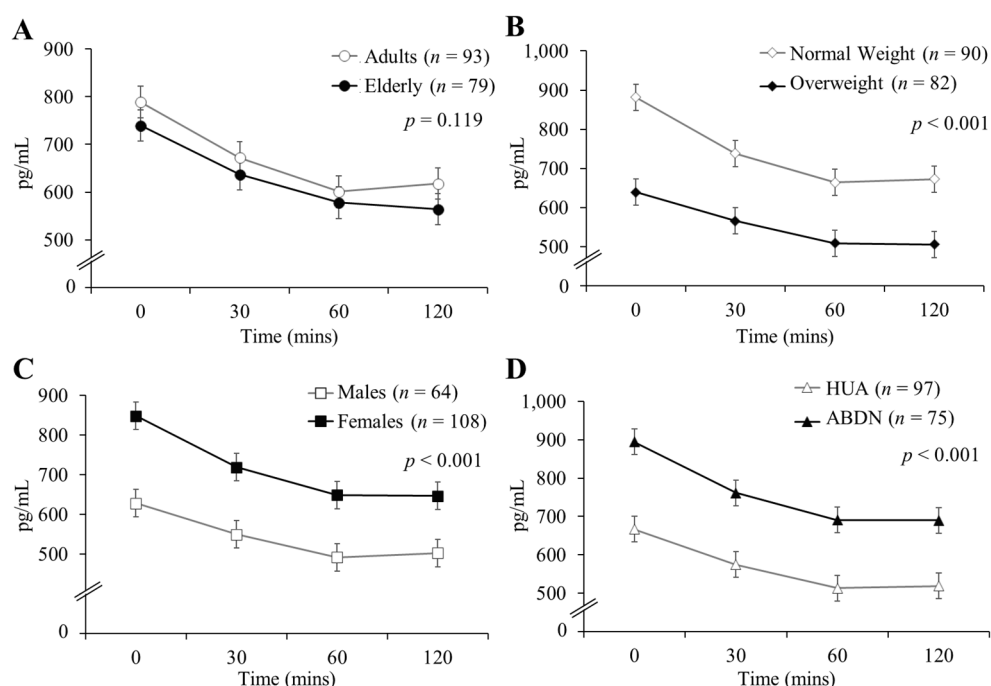 A
900
800
700
600
500
0
pg/mL
Adults (n = 93)
Elderly (n = 79)
p = 0.119
0 30 60 120
Time (mins)
B
1,000
900
800
700
600
500
0
pg/mL
Normal Weight (n = 90)
Overweight (n = 82)
p < 0.001
0 30 60 120
Time (mins)
C
900
800
700
600
500
0
pg/mL
Males (n = 64)
Females (n = 108)
p < 0.001
0 30 60 120
Time (mins)
D
1,000
900
800
700
600
500
0
pg/mL
HUA (n = 97)
ABDN (n = 75)
p < 0.001
0 30 60 120
Time (mins)